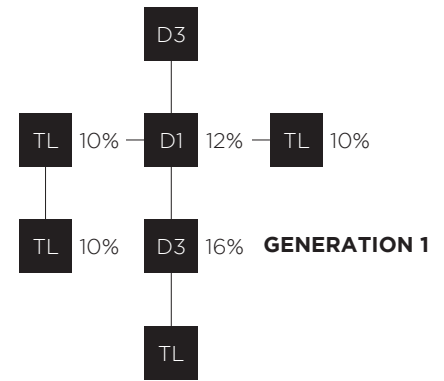 D3
TL 10% D1 12% TL 10%
TL 10% D3 16% GENERATION 1
TL